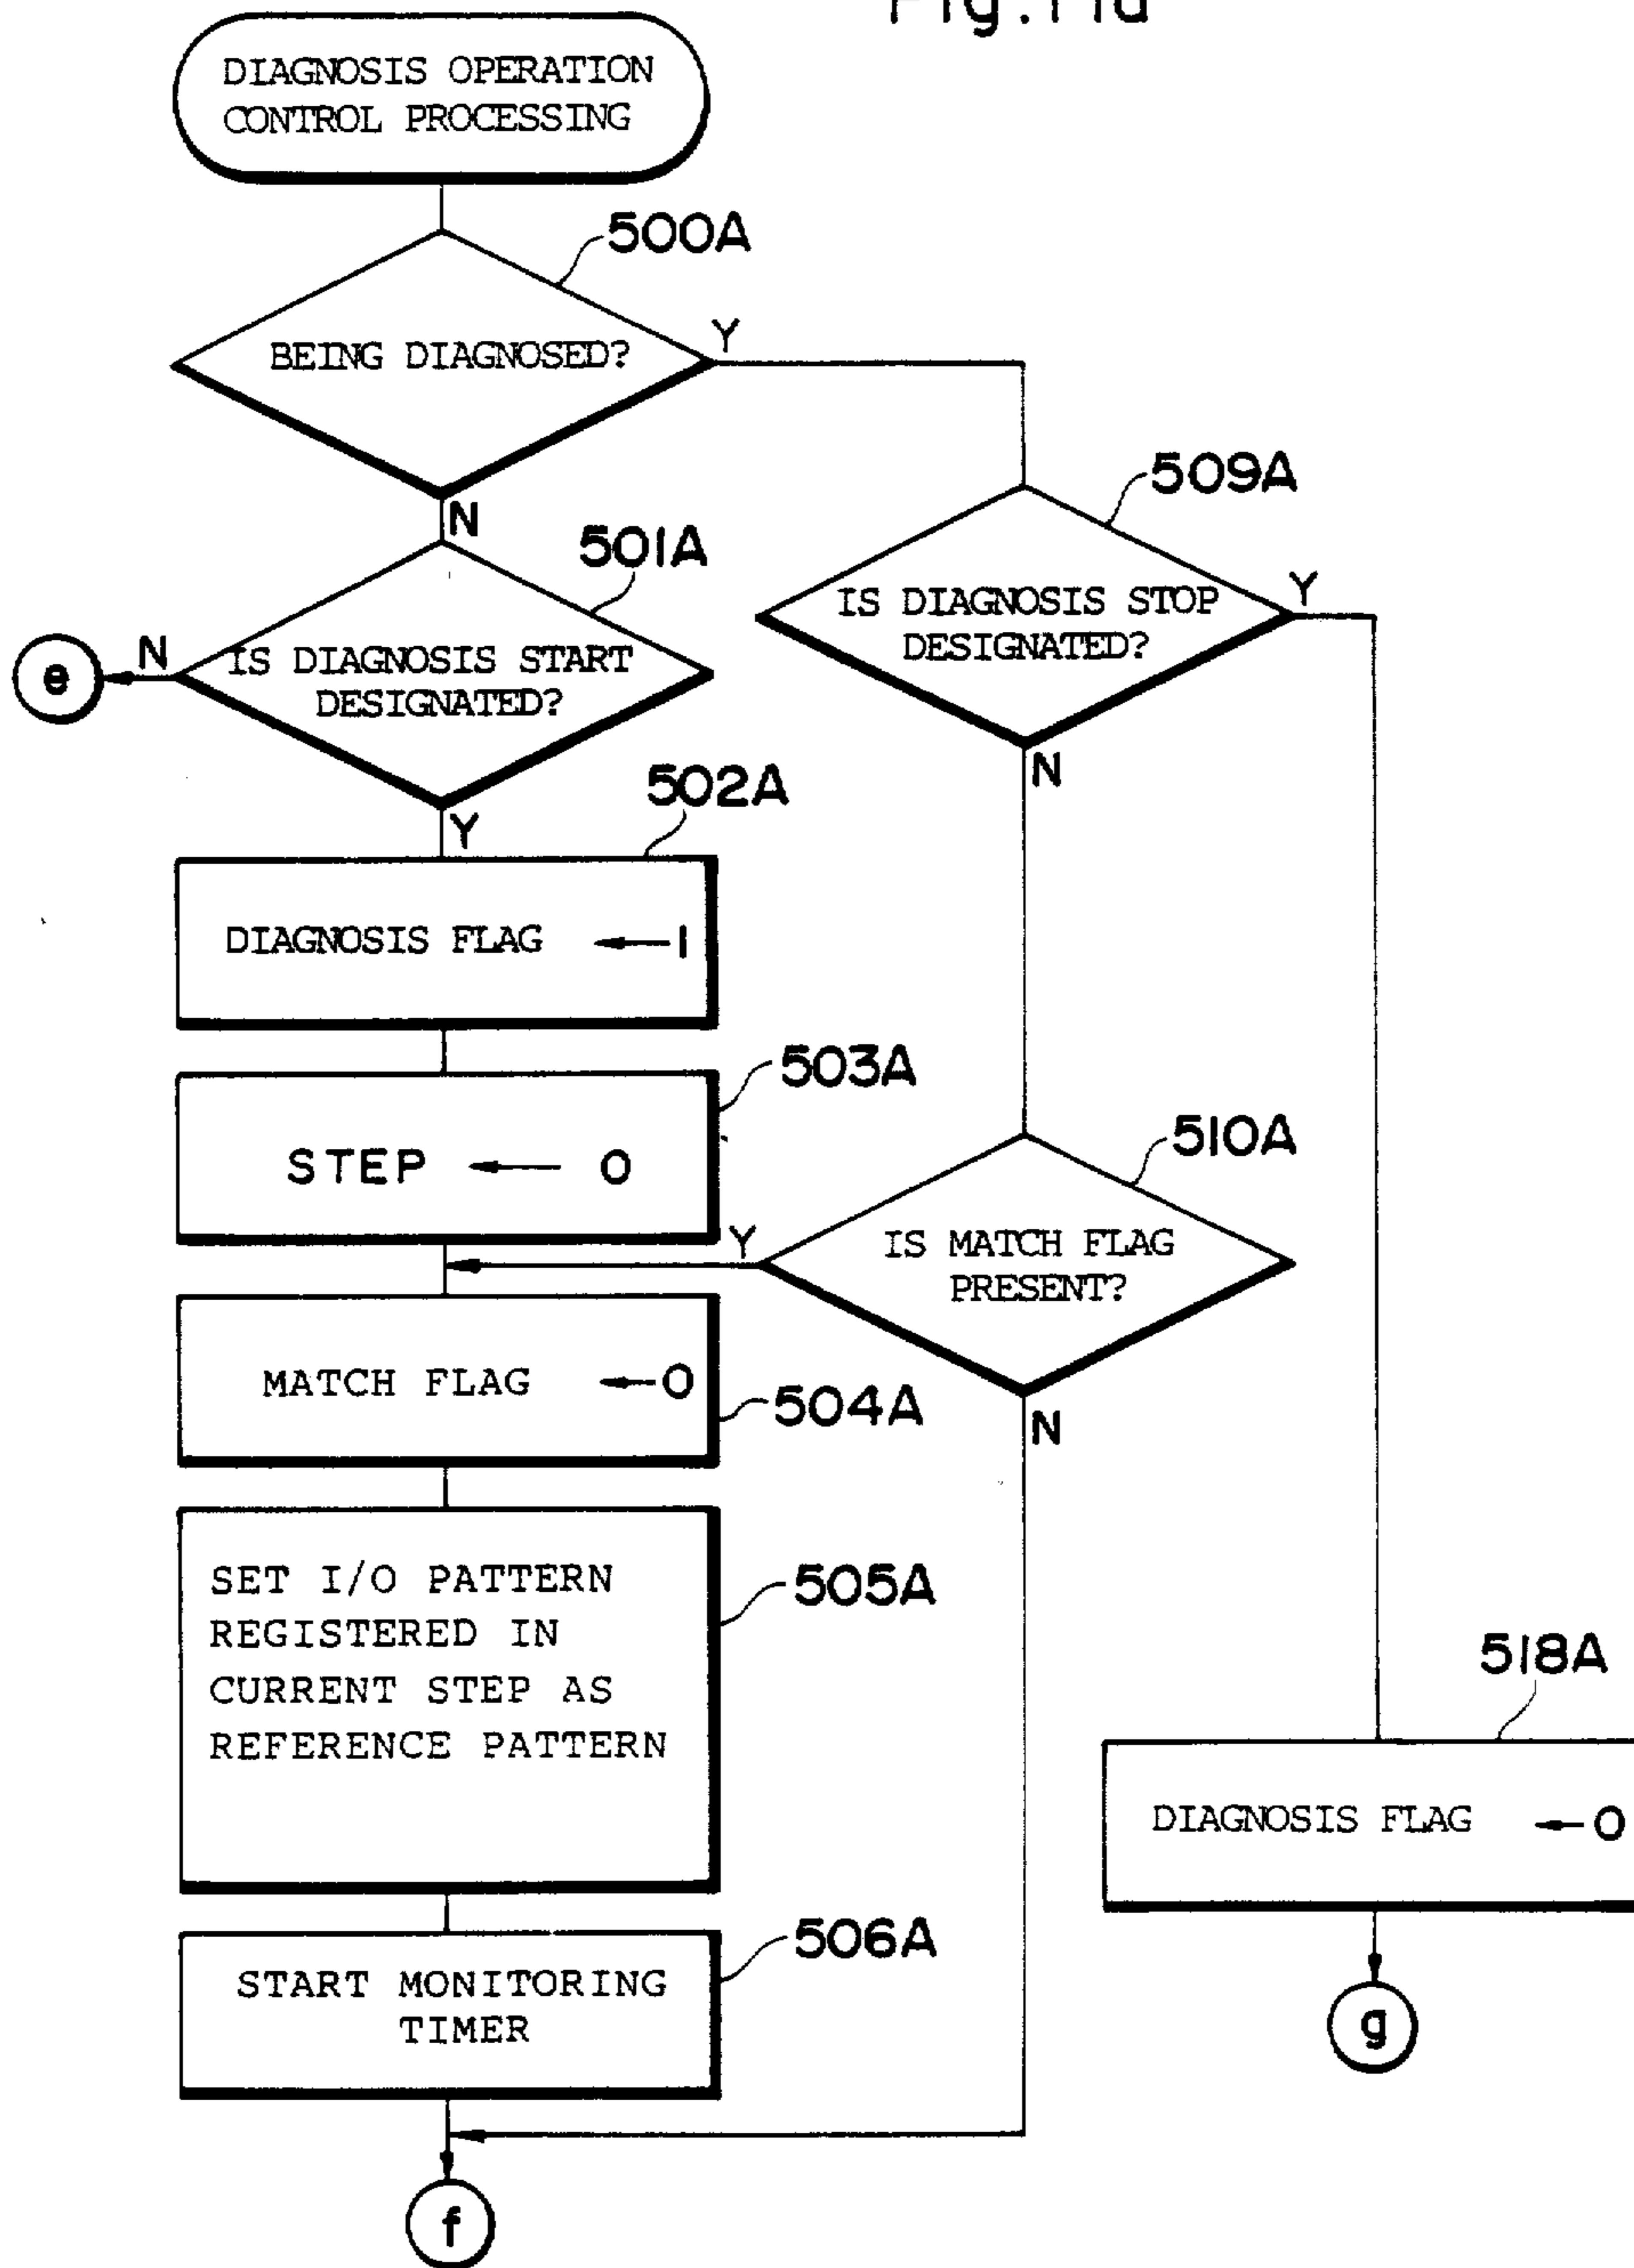 Fig.11a
DIAGNOSIS OPERATION
CONTROL PROCESSING
500A
BEING DIAGNOSED?
Y
N
509A
IS DIAGNOSIS STOP
DESIGNATED?
Y
N
501A
IS DIAGNOSIS START
DESIGNATED?
N
e
Y
502A
DIAGNOSIS FLAG ← 1
503A
STEP ← 0
510A
IS MATCH FLAG
PRESENT?
Y
N
MATCH FLAG ← 0
504A
SET I/O PATTERN
REGISTERED IN
CURRENT STEP AS
REFERENCE PATTERN
505A
518A
DIAGNOSIS FLAG ← 0
506A
START MONITORING
TIMER
g
f